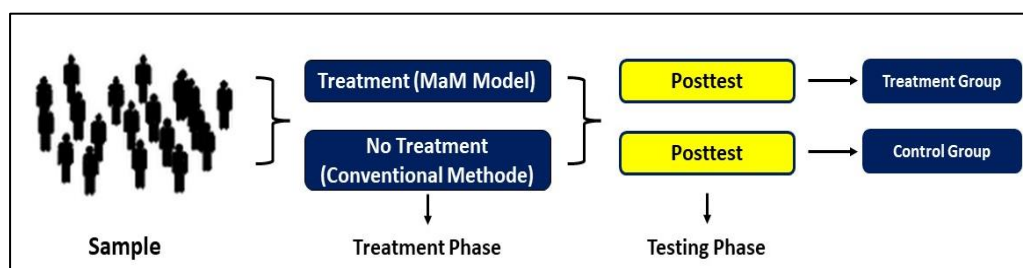 Treatment (MaM Model)
Posttest
Treatment Group
No Treatment
(Conventional Methode)
Posttest
Control Group
Sample
Treatment Phase
Testing Phase